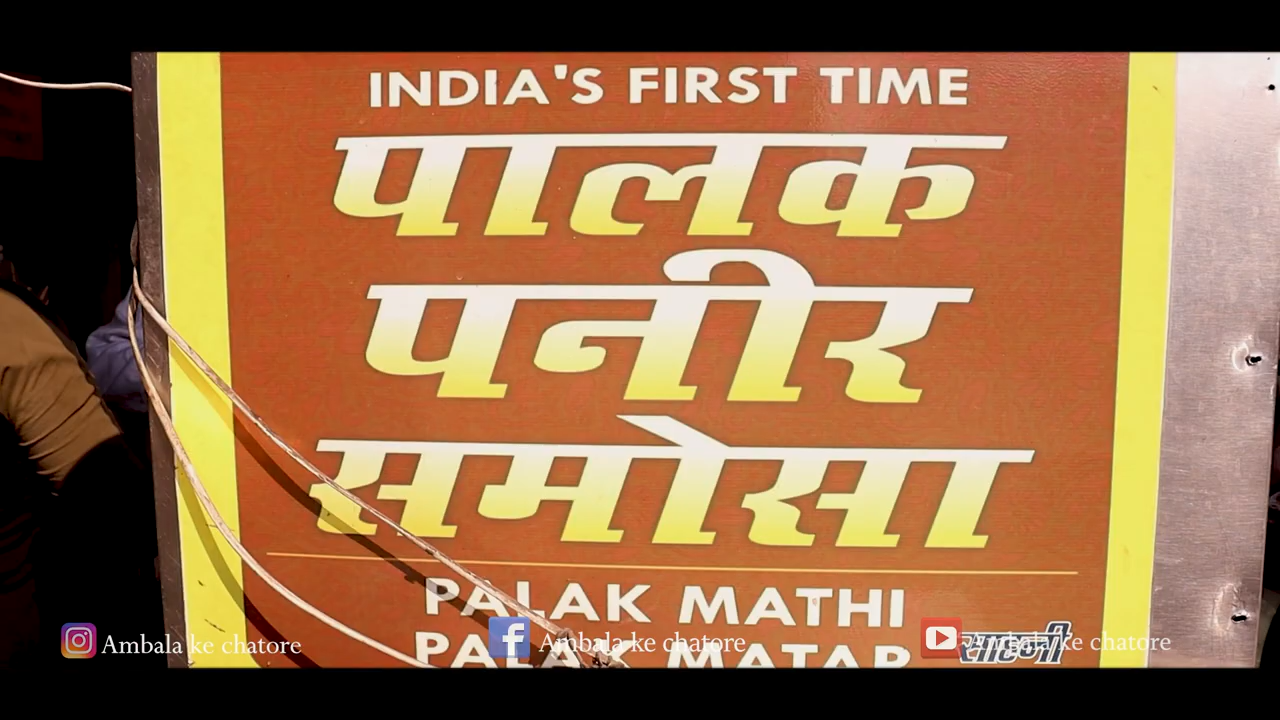 INDIA'S FIRST TIME
पालक
पनीर
समोसा
PALAK MATHI
PALAK MATAR
साहनी
Ambala ke chatore
Ambala ke chatore
Ambala ke chatore